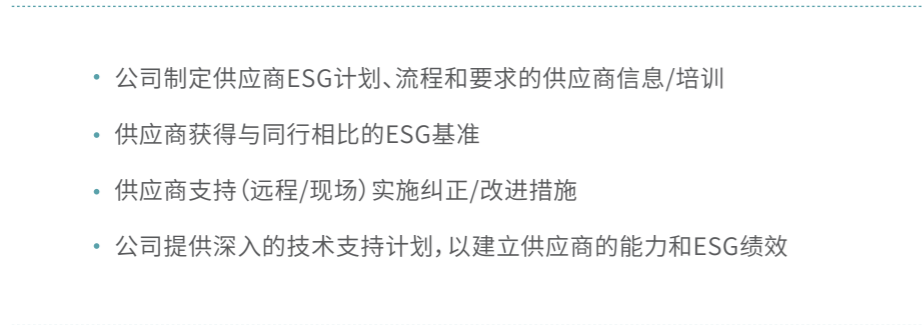 • 公司制定供应商ESG计划、流程和要求的供应商信息/培训
• 供应商获得与同行相比的ESG基准
• 供应商支持（远程/现场）实施纠正/改进措施
• 公司提供深入的技术支持计划，以建立供应商的能力和ESG绩效